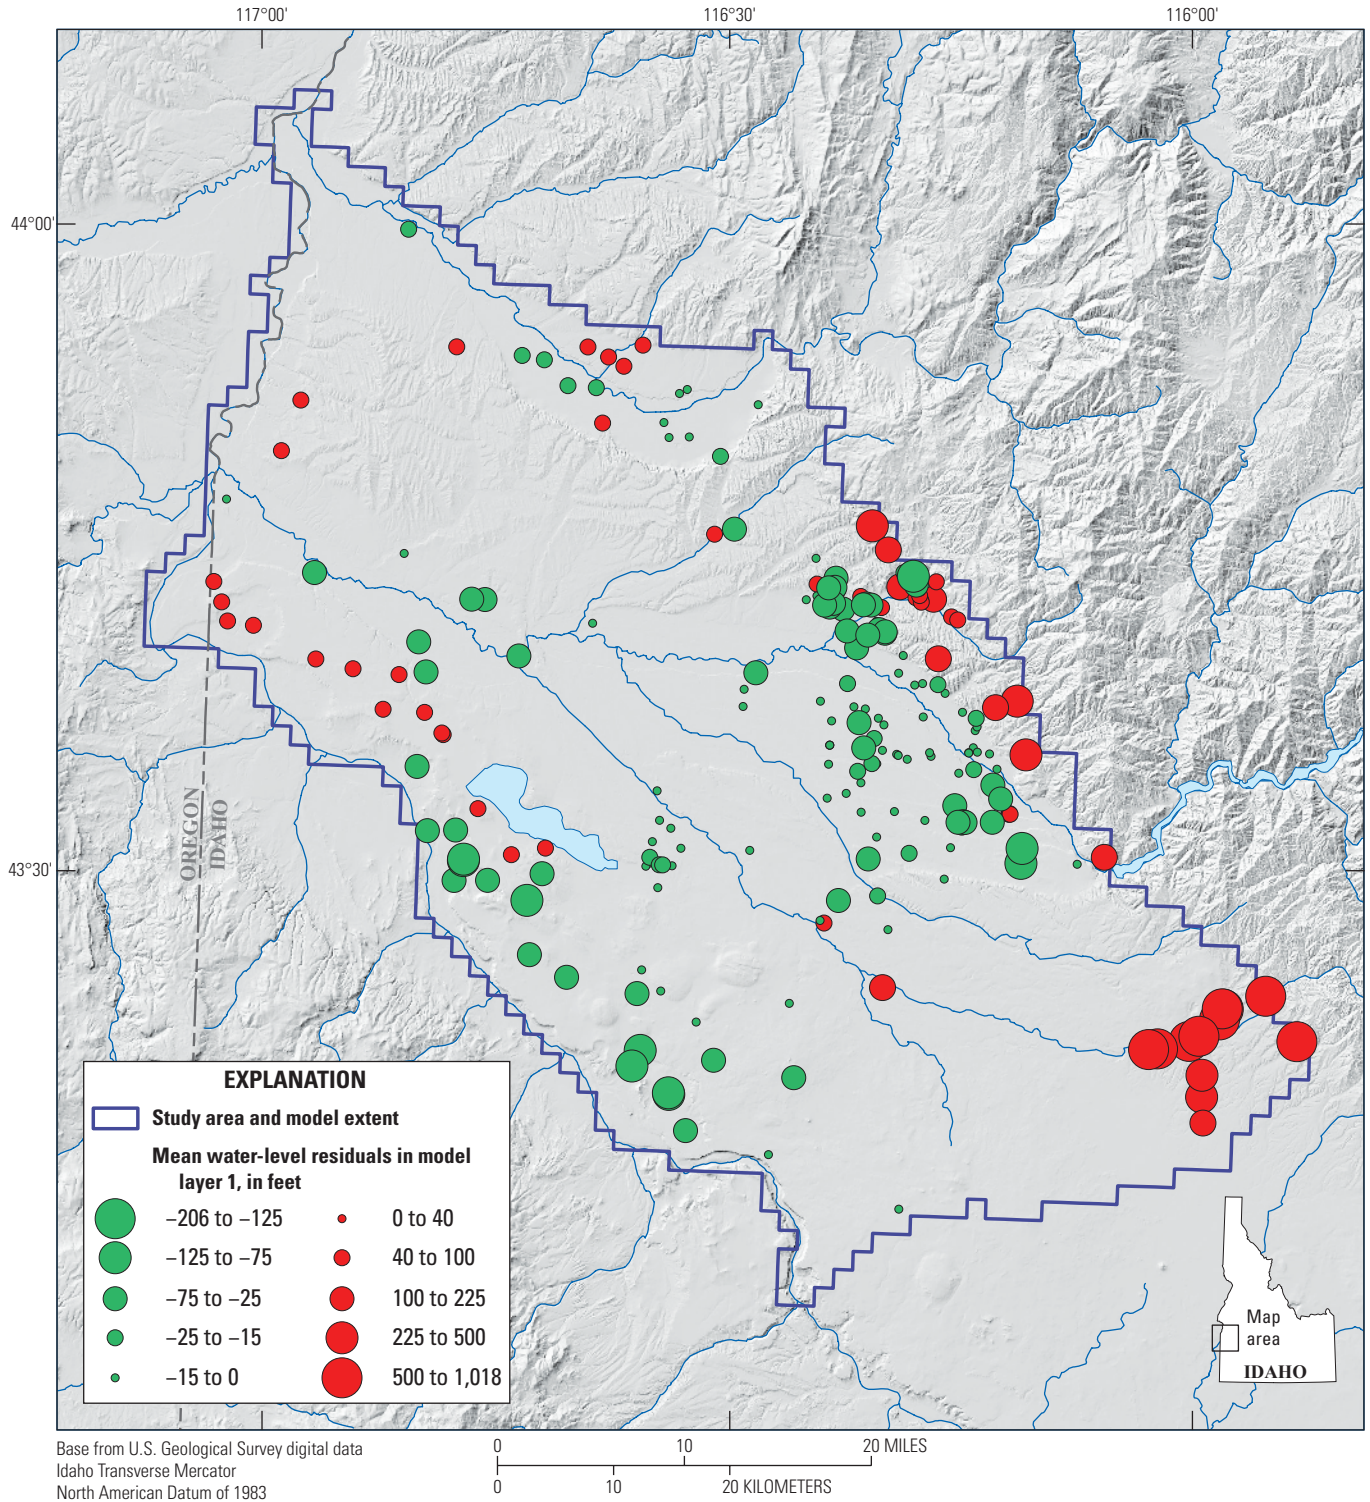 117°00'
116°30'
116°00'
44°00'
43°30'
OREGON
IDAHO
EXPLANATION
Study area and model extent
Mean water-level residuals in model
layer 1, in feet
−206 to −125
0 to 40
−125 to −75
40 to 100
−75 to −25
100 to 225
−25 to −15
225 to 500
−15 to 0
500 to 1,018
Map
area
IDAHO
Base from U.S. Geological Survey digital data
Idaho Transverse Mercator
North American Datum of 1983
0 10 20 MILES
0 10 20 KILOMETERS